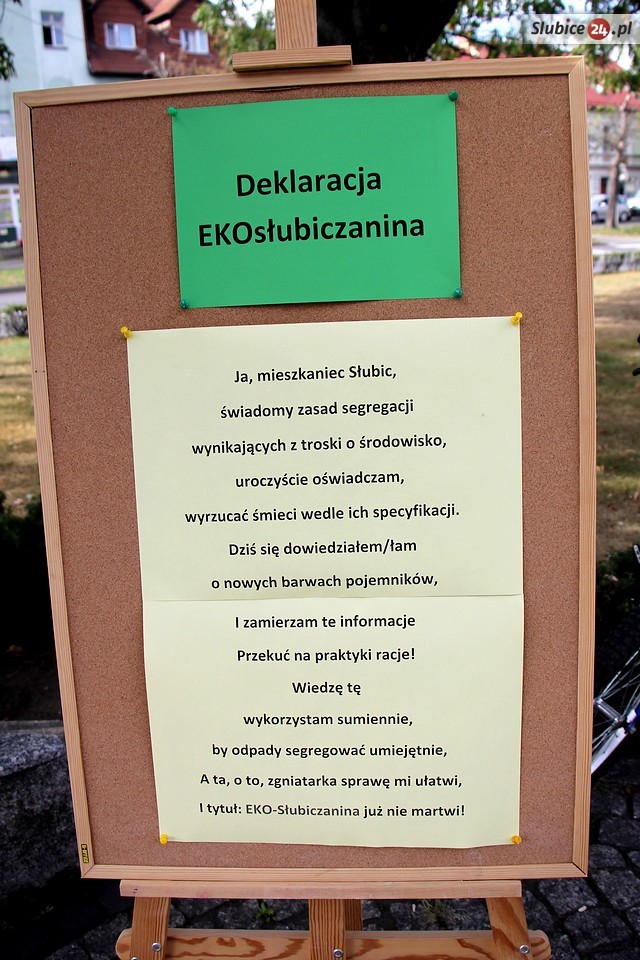 Slubice24.pl
Deklaracja
EKOsłubiczanina
Ja, mieszkaniec Słubic,
świadomy zasad segregacji
wynikających z troski o środowisko,
uroczyście oświadczam,
wyrzucać śmieci wedle ich specyfikacji.
Dziś się dowiedziałem/łam
o nowych barwach pojemników,
I zamierzam te informacje
Przekuć na praktyki racje!
Wiedzę tę
wykorzystam sumiennie,
by odpady segregować umiejętnie,
A ta, o to, zgniatarka sprawę mi ułatwi,
I tytuł: EKO-Słubiczanina już nie martwi!